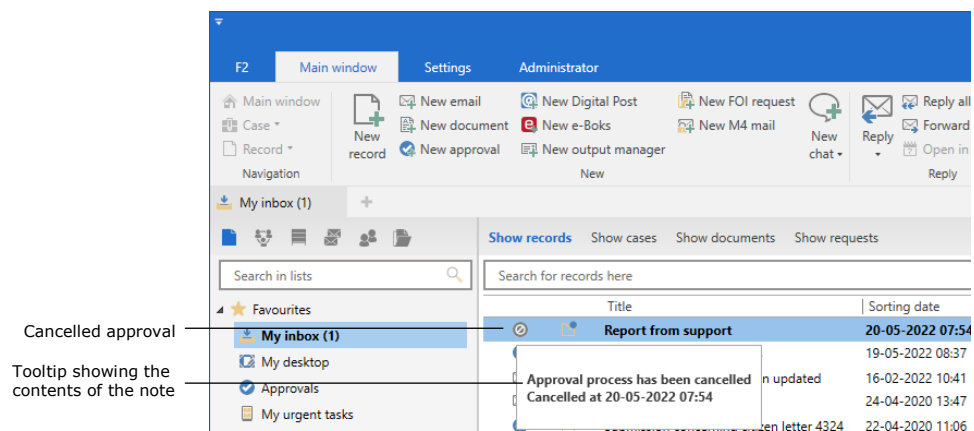 F2 Main window Settings Administrator
Main window New email New Digital Post New FOI request Reply all
Case New document New e-Boks New M4 mail Forward
Record New approval New output manager Open in
New record
New chat
Reply
Navigation New Reply
My inbox (1)
Show records Show cases Show documents Show requests
Search in lists Search for records here
Favourites Title Sorting date
Cancelled approval My inbox (1) Report from support 20-05-2022 07:54
My desktop 19-05-2022 08:37
Tooltip showing the
contents of the note
Approvals Approval process has been cancelled n updated 16-02-2022 10:41
Cancelled at 20-05-2022 07:54 24-04-2020 13:47
My urgent tasks citizen letter 4324 22-04-2020 11:06